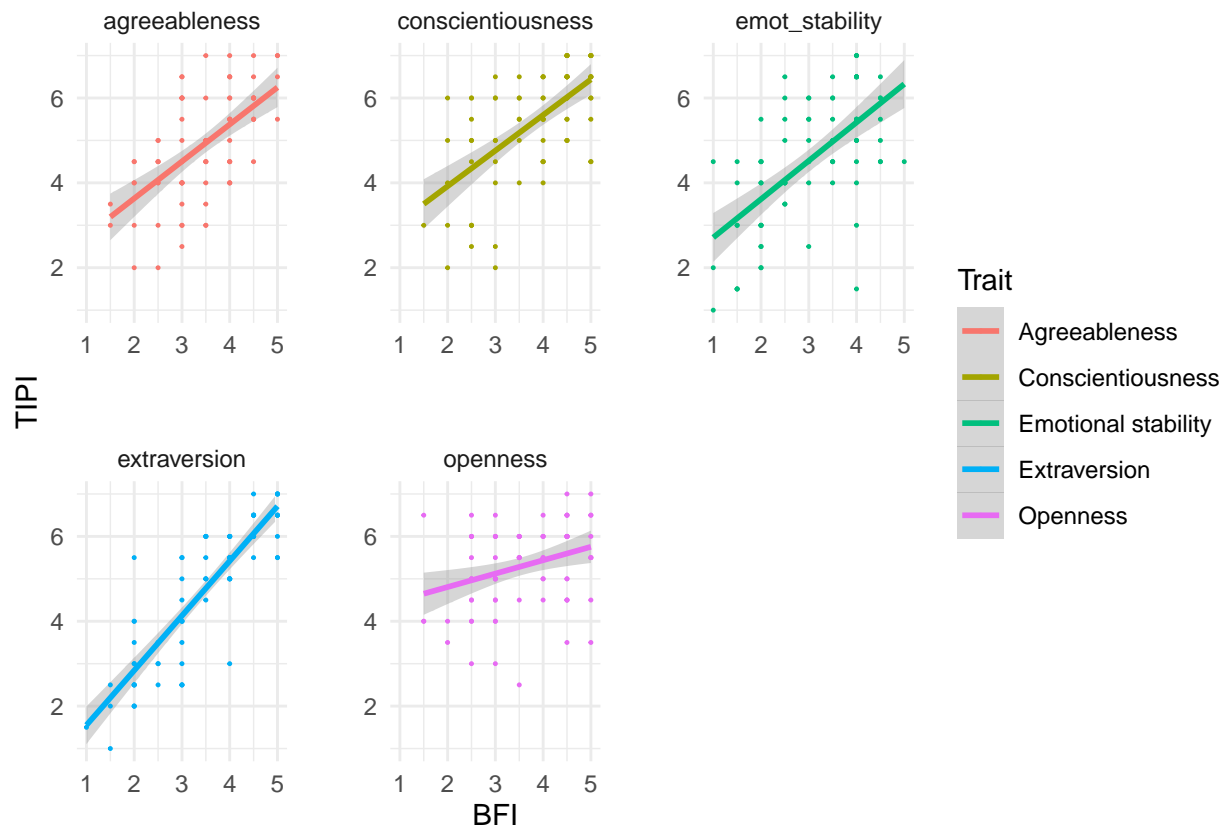 agreeableness
conscientiousness
emot_stability
6
4
2
6
4
2
6
4
2
1 2 3 4 5
1 2 3 4 5
1 2 3 4 5
TIPI
extraversion
openness
6
4
2
6
4
2
1 2 3 4 5
1 2 3 4 5
BFI
Trait
Agreeableness
Conscientiousness
Emotional stability
Extraversion
Openness